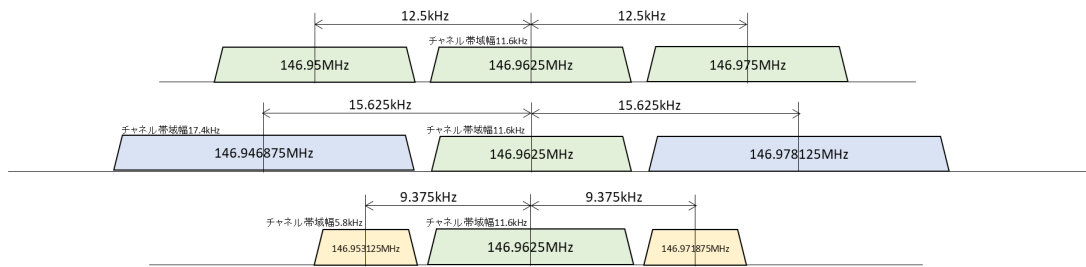 12.5kHz 12.5kHz
チャネル帯域幅11.6kHz
146.95MHz 146.9625MHz 146.975MHz
15.625kHz 15.625kHz
チャネル帯域幅17.4kHz チャネル帯域幅11.6kHz
146.946875MHz 146.9625MHz 146.978125MHz
9.375kHz 9.375kHz
チャネル帯域幅5.8kHz チャネル帯域幅11.6kHz
146.953125MHz 146.9625MHz 146.971875MHz